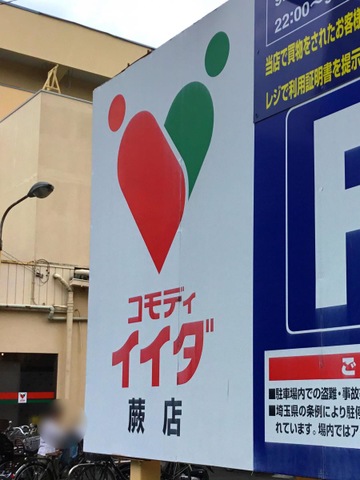 コモディ
イイダ
蕨店
22:00〜
当店で買物をされたお客様
レジで利用証明書を提示
P
ご
■駐車場内での盗難・事故
■埼玉県の条例により駐停
れています。場内ではア